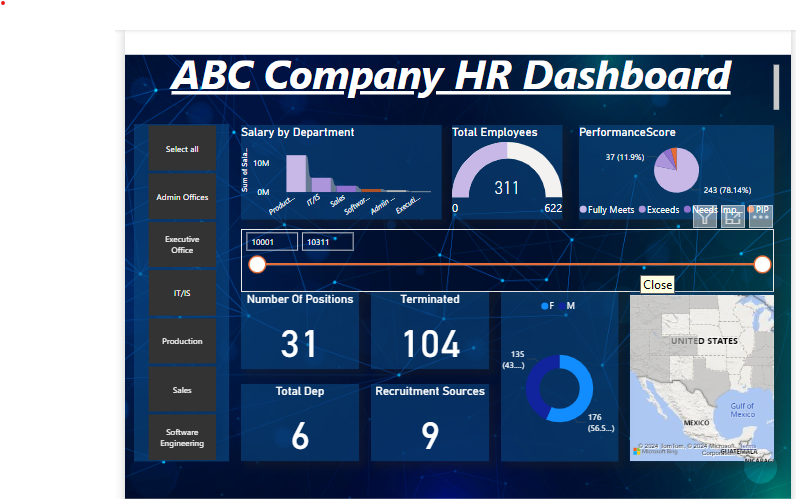 ABC Company HR Dashboard
Select all
Admin Offices
Executive
Office
IT/IS
Production
Sales
Software
Engineering
Salary by Department
Sum of Sala...
10M
0M
Product...
IT/IS
Sales
Softwar...
Admin ...
Executi...
Total Employees
311
0
622
PerformanceScore
37 (11.9%)
243 (78.14%)
Fully Meets
Exceeds
Needs Imp...
PIP
10001
10311
Close
Number Of Positions
31
Terminated
104
Total Dep
6
Recruitment Sources
9
F
M
135
(43....)
176
(56.5...)
UNITED STATES
Gulf of
Mexico
MEXICO
© 2024 TomTom, © 2024 Microsoft
Terms
Microsoft Bing
GUATEMALA